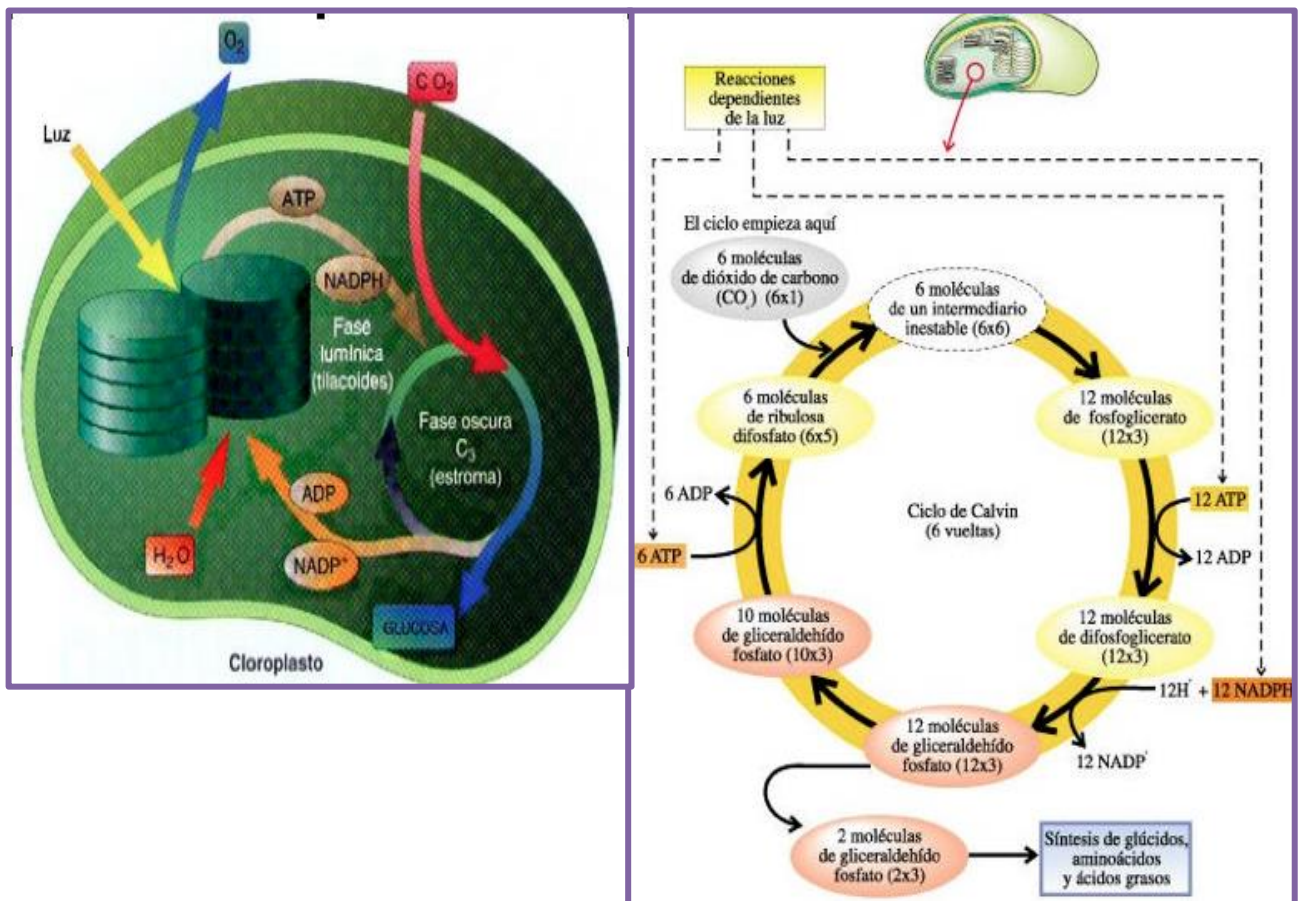 O₂
C O₂
Luz
ATP
NADPH
Fase
lumínica
(tilacoides)
Fase oscura
C₃
(estroma)
ADP
NADP⁺
H₂O
GLUCOSA
Cloroplasto
Reacciones
dependientes
de la luz
El ciclo empieza aquí
6 moléculas
de dióxido de carbono
(CO₂) (6x1)
6 moléculas
de un intermediario
inestable (6x6)
6 moléculas
de ribulosa
difosfato (6x5)
12 moléculas
de fosfoglicerato
(12x3)
6 ADP
6 ATP
Ciclo de Calvin
(6 vueltas)
12 ATP
12 ADP
10 moléculas
de gliceraldehído
fosfato (10x3)
12 moléculas
de difosfoglicerato
(12x3)
12H⁺ + 12 NADPH
12 NADP⁺
12 moléculas
de gliceraldehído
fosfato (12x3)
2 moléculas
de gliceraldehído
fosfato (2x3)
Síntesis de glúcidos,
aminoácidos
y ácidos grasos